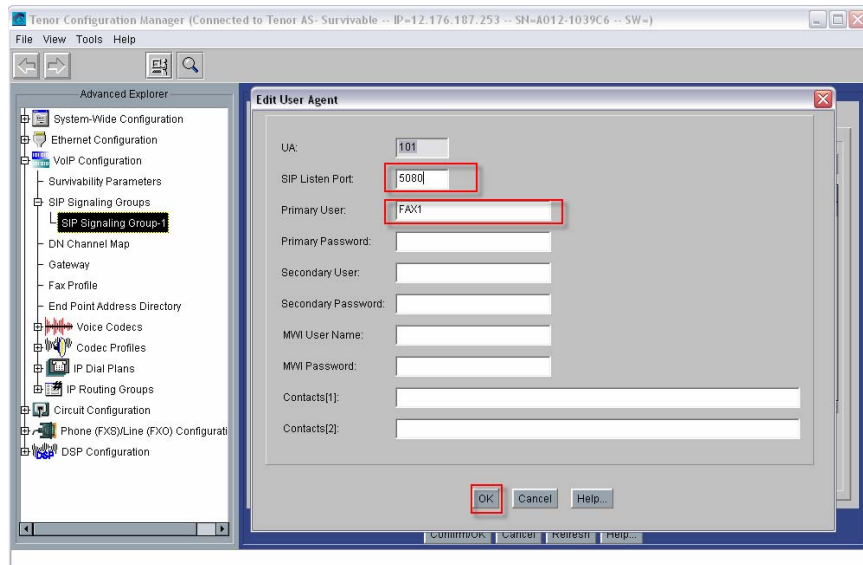 Tenor Configuration Manager (Connected to Tenor AS- Survivable -- IP=12.176.187.253 -- SN=A012-1039C6 -- SW=)
File View Tools Help
Advanced Explorer
System-Wide Configuration
Ethernet Configuration
VoIP Configuration
Survivability Parameters
SIP Signaling Groups
SIP Signaling Group-1
DN Channel Map
Gateway
Fax Profile
End Point Address Directory
Voice Codecs
Codec Profiles
IP Dial Plans
IP Routing Groups
Circuit Configuration
Phone (FXS)/Line (FXO) Configurati
DSP Configuration
Edit User Agent
UA: 101
SIP Listen Port: 5080
Primary User: FAX1
Primary Password:
Secondary User:
Secondary Password:
MWI User Name:
MWI Password:
Contacts[1]:
Contacts[2]:
OK Cancel Help...
Confirm/OK Cancel Refresh Help...